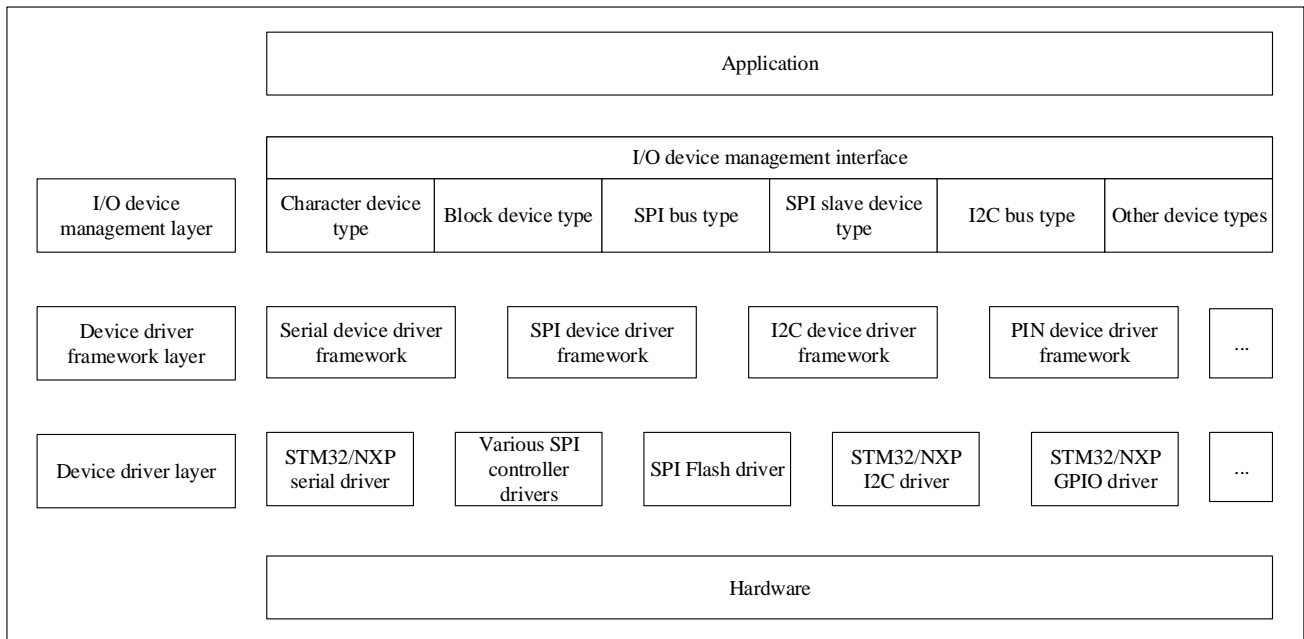 Application
I/O device management interface
I/O device
management layer
Character device
type
Block device type
SPI bus type
SPI slave device
type
I2C bus type
Other device types
Device driver
framework layer
Serial device driver
framework
SPI device driver
framework
I2C device driver
framework
PIN device driver
framework
...
Device driver layer
STM32/NXP
serial driver
Various SPI
controller
drivers
SPI Flash driver
STM32/NXP
I2C driver
STM32/NXP
GPIO driver
...
Hardware